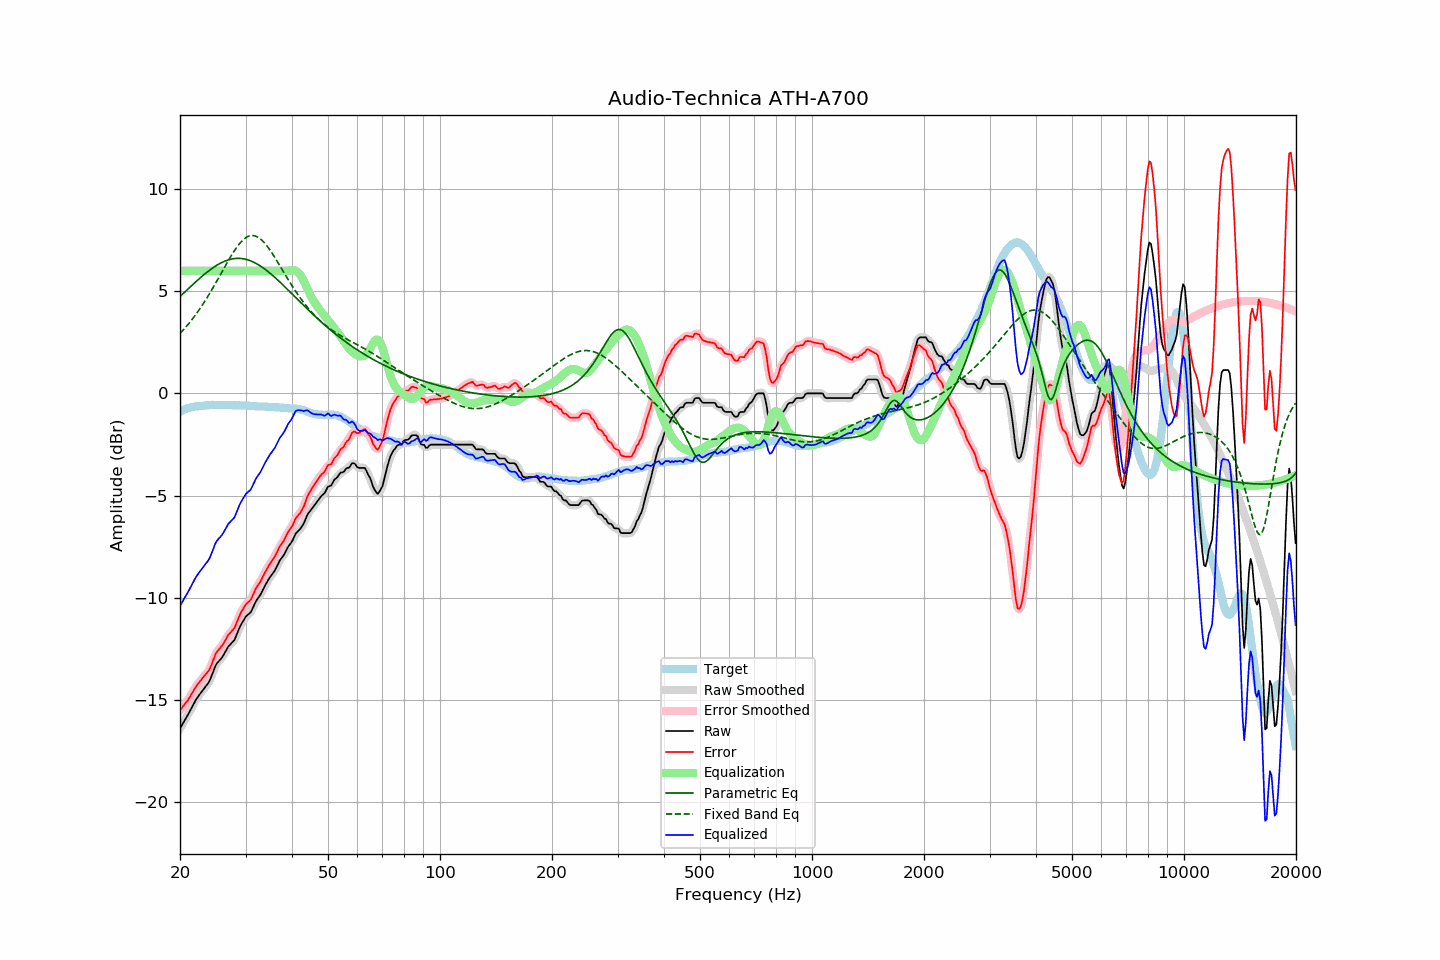 Audio-Technica ATH-A700
Amplitude (dBr)
10
5
0
−5
−10
−15
−20
Target
Raw Smoothed
Error Smoothed
Raw
Error
Equalization
Parametric Eq
Fixed Band Eq
Equalized
20
50
100
200
500
1000
2000
5000
10000
20000
Frequency (Hz)